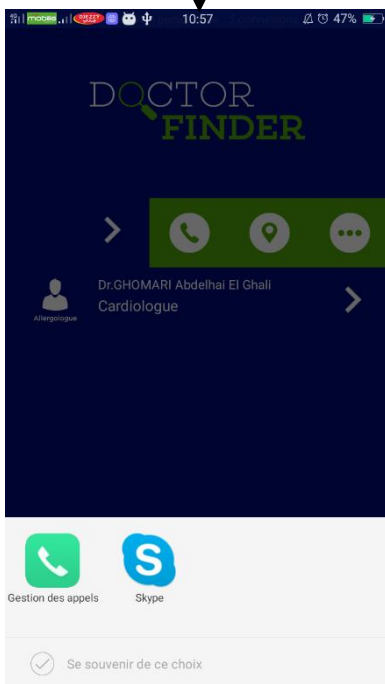 mobilis 10:57 47%
DOCTOR
FINDER
Dr.GHOMARI Abdelhai El Ghali
Cardiologue
Allergologue
Gestion des appels
Skype
Se souvenir de ce choix